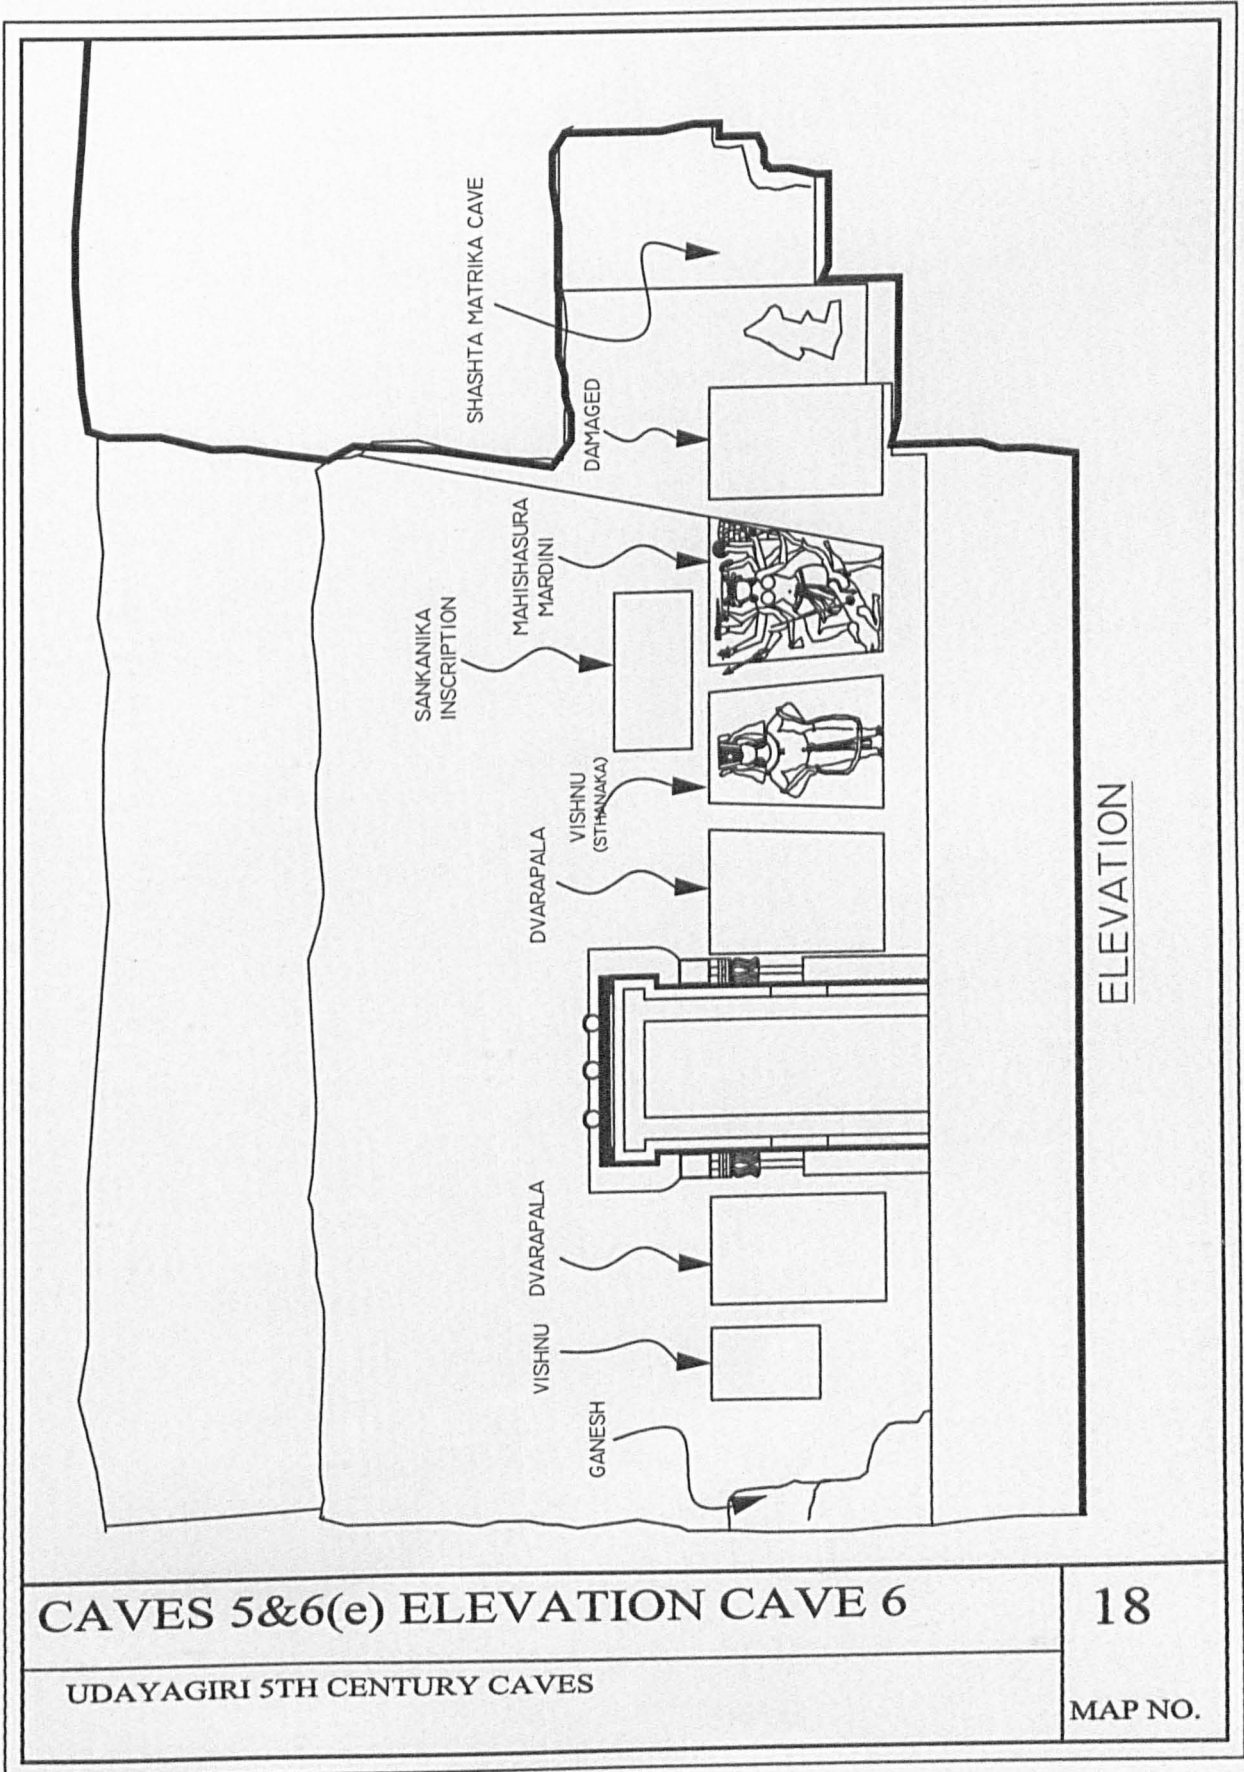 SHASHTA MATRIKA CAVE
DAMAGED
MAHISHASURA
MARDINI
SANKANIKA
INSCRIPTION
VISHNU
(STHANAKA)
DVARAPALA
DVARAPALA
VISHNU
GANESH
ELEVATION
CAVES 5&6(e) ELEVATION CAVE 6
18
UDAYAGIRI 5TH CENTURY CAVES
MAP NO.